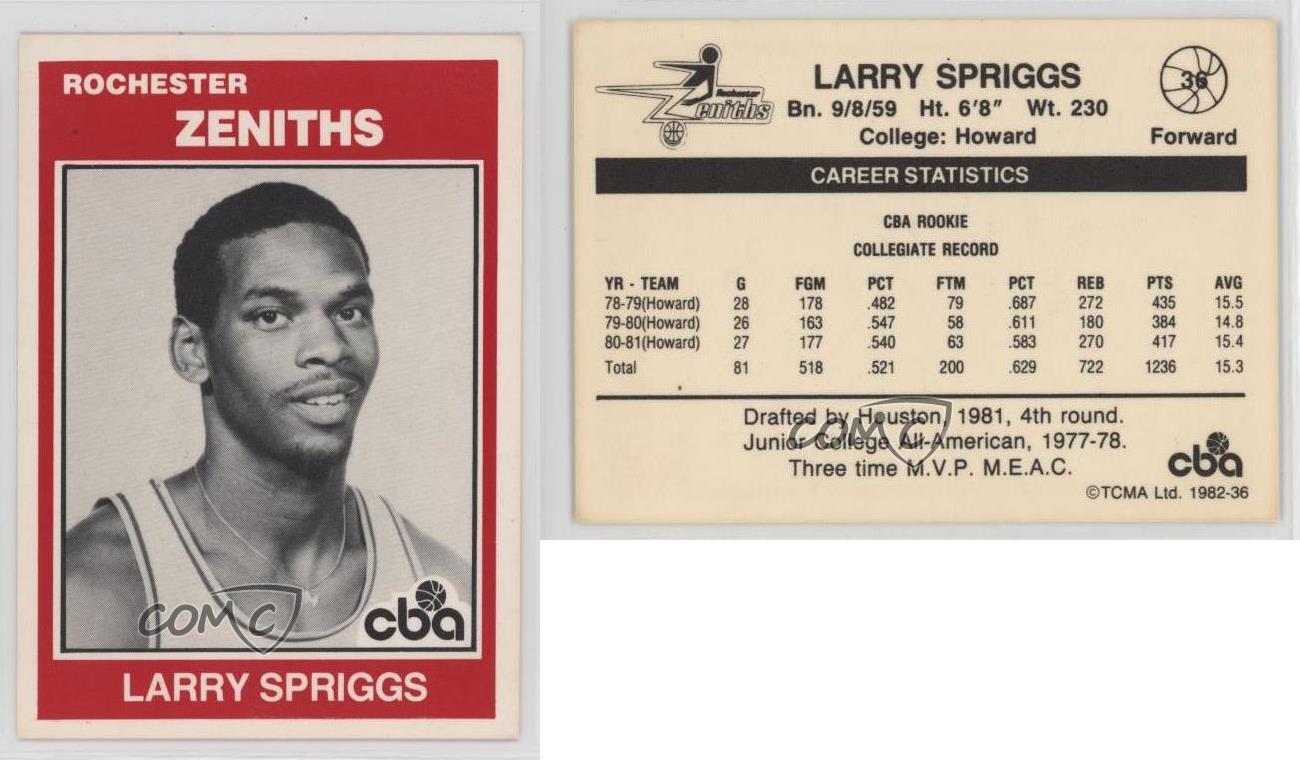 ROCHESTER
ZENITHS
COMC
cba
LARRY SPRIGGS
Rochester
Zeniths
LARRY SPRIGGS
36
Bn. 9/8/59 Ht. 6'8" Wt. 230
College: Howard
Forward
CAREER STATISTICS
CBA ROOKIE
COLLEGIATE RECORD
YR - TEAM G FGM PCT FTM PCT REB PTS AVG
78-79(Howard) 28 178 .482 79 .687 272 435 15.5
79-80(Howard) 26 163 .547 58 .611 180 384 14.8
80-81(Howard) 27 177 .540 63 .583 270 417 15.4
Total 81 518 .521 200 .629 722 1236 15.3
Drafted by Houston, 1981, 4th round.
COMC
Junior College All-American, 1977-78.
Three time M.V.P. M.E.A.C.
cba
©TCMA Ltd. 1982-36